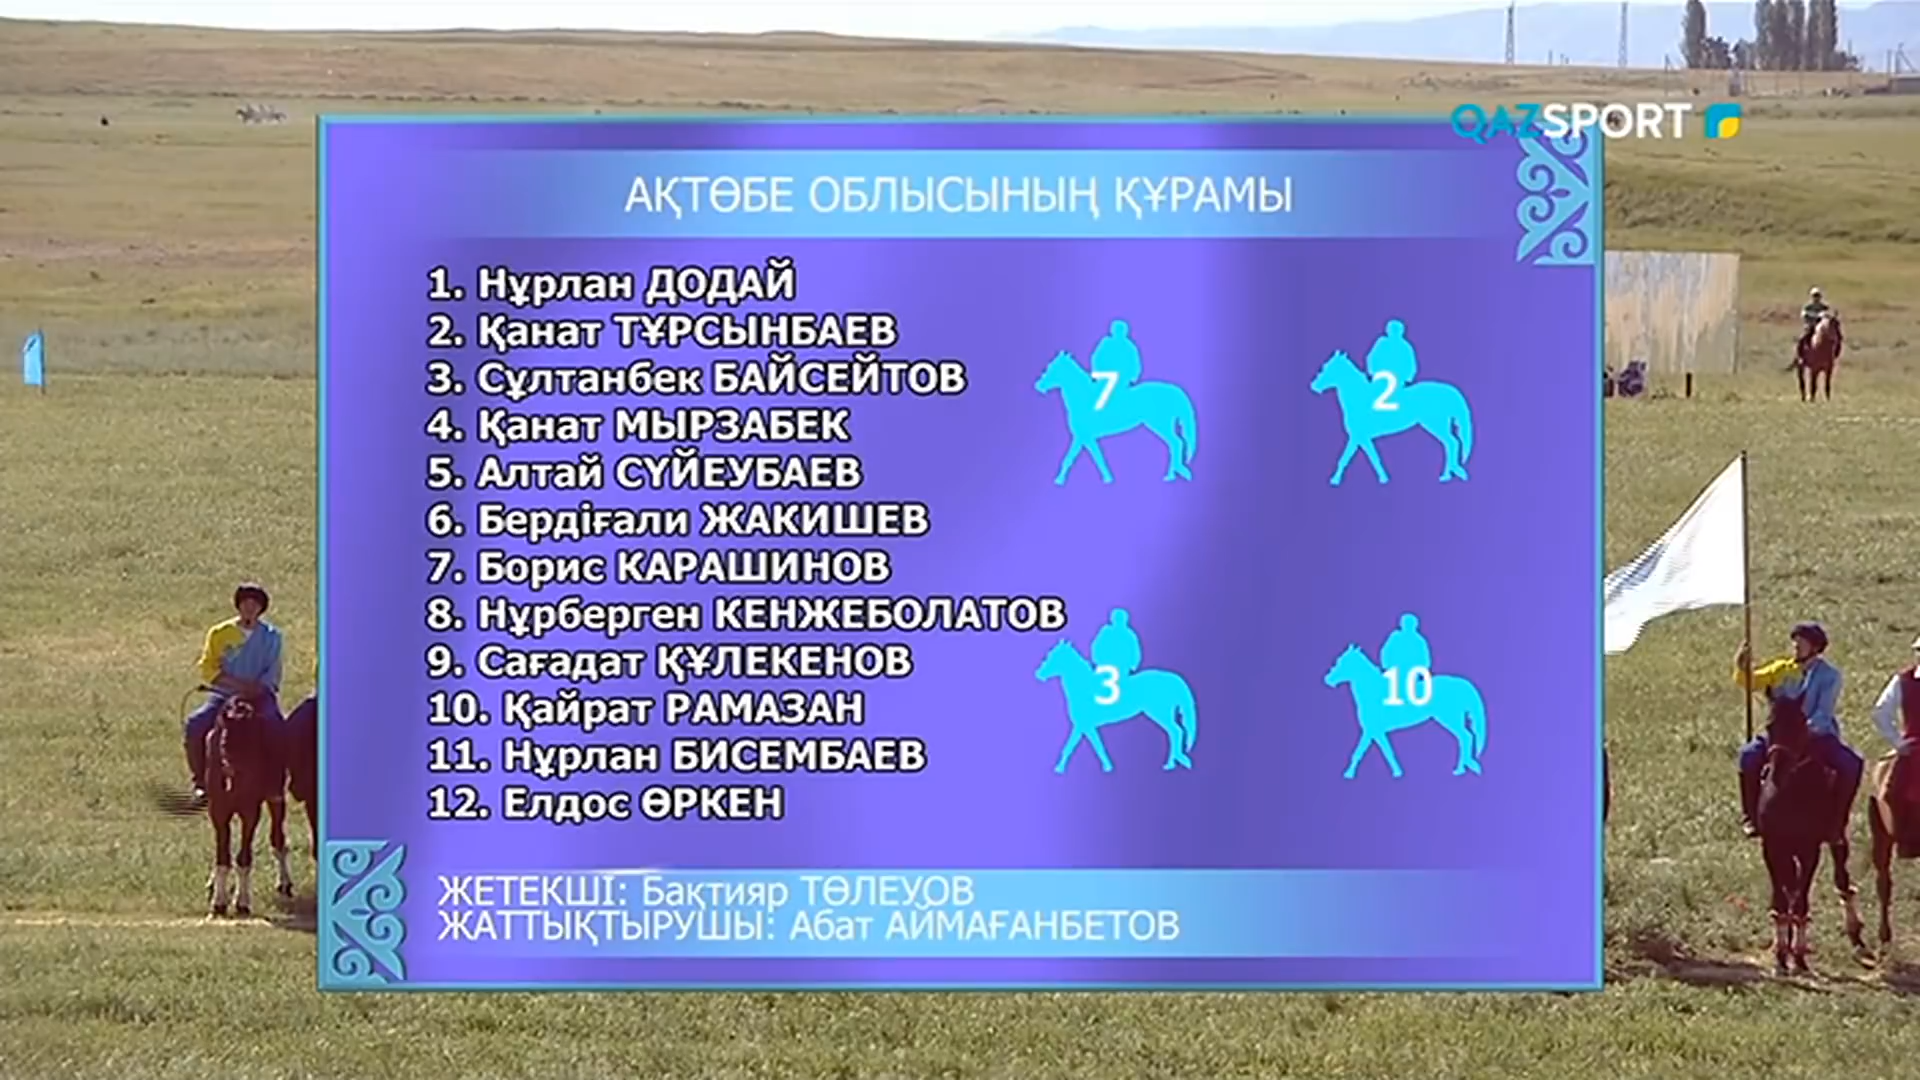 QAZSPORT
АҚТӨБЕ ОБЛЫСЫНЫҢ ҚҰРАМЫ
1. Нұрлан ДОДАЙ
2. Қанат ТҰРСЫНБАЕВ
3. Сұлтанбек БАЙСЕЙТОВ
4. Қанат МЫРЗАБЕК
5. Алтай СҮЙЕУБАЕВ
6. Бердіғали ЖАКИШЕВ
7. Борис КАРАШИНОВ
8. Нұрберген КЕНЖЕБОЛАТОВ
9. Сағадат ҚҰЛЕКЕНОВ
10. Қайрат РАМАЗАН
11. Нұрлан БИСЕМБАЕВ
12. Елдос ӨРКЕН
7
2
3
10
ЖЕТЕКШІ: Бақтияр ТӨЛЕУОВ
ЖАТТЫҚТЫРУШЫ: Абат АЙМАҒАНБЕТОВ